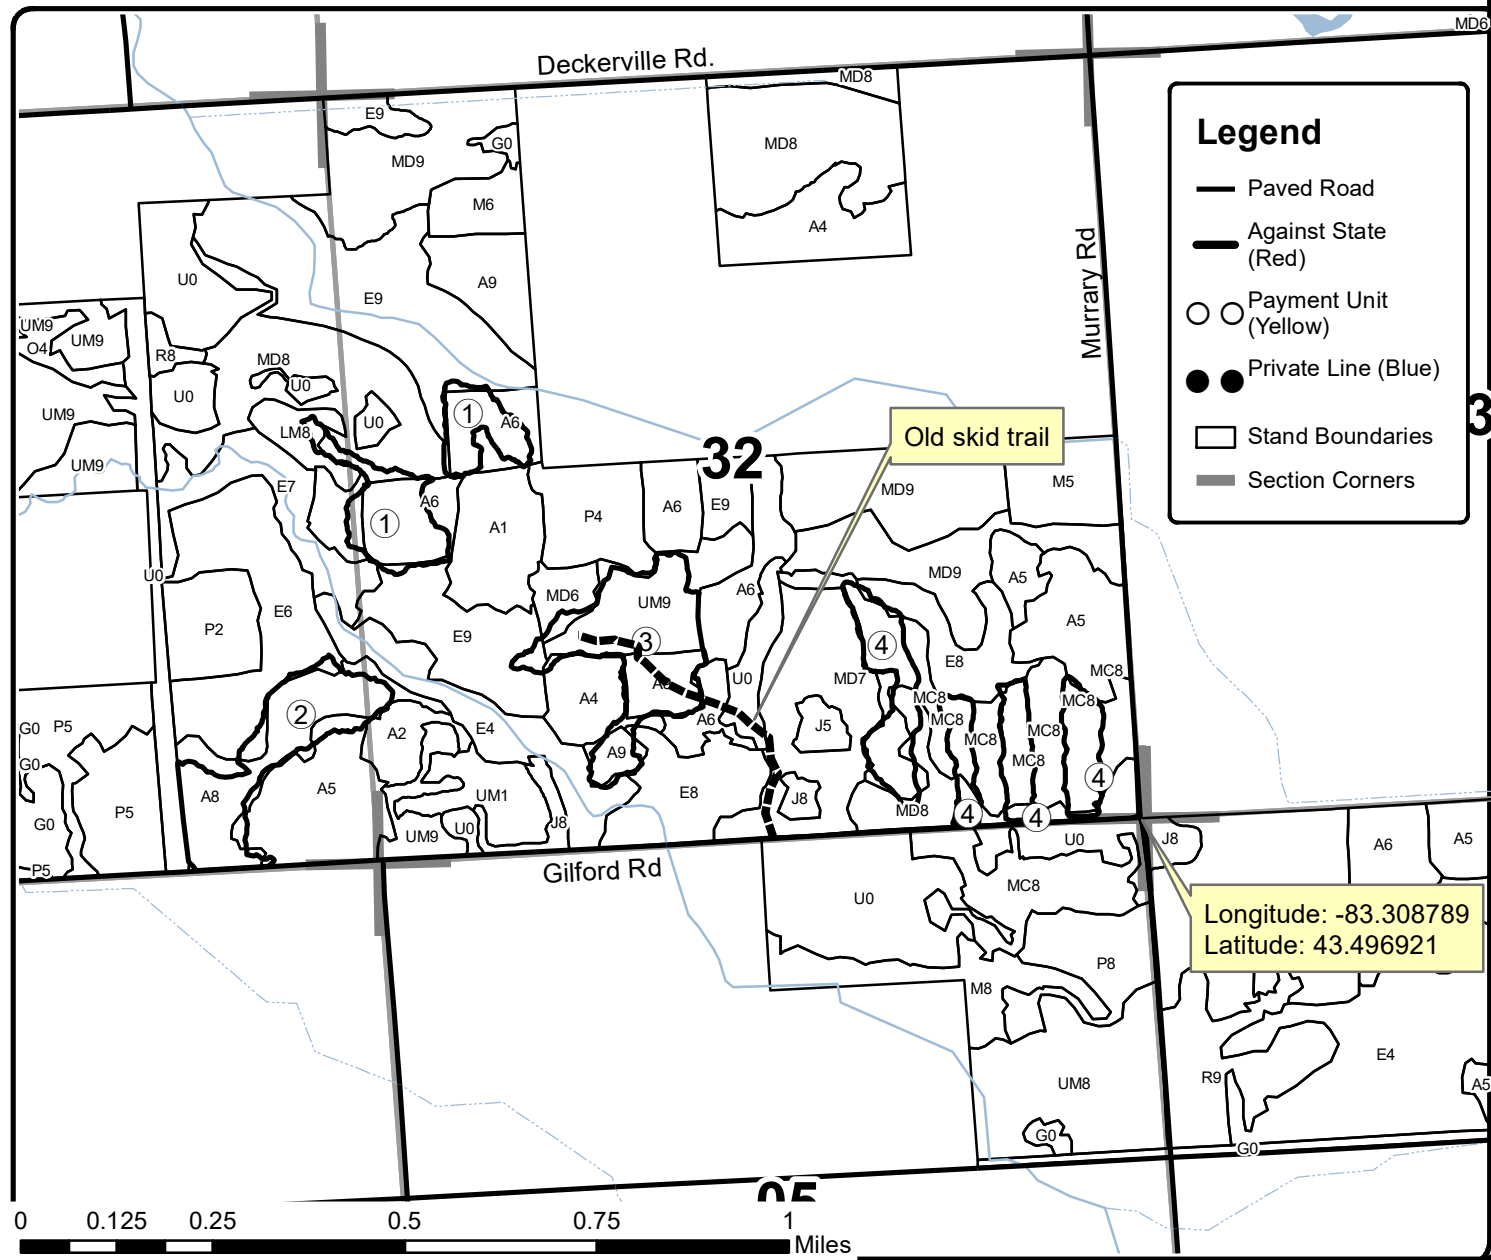 MD6
Deckerville Rd.
MD8
E9
G0
MD9
MD8
M6
A4
Murrary Rd
Legend
Paved Road
Against State
(Red)
Payment Unit
(Yellow)
Private Line (Blue)
Stand Boundaries
Section Corners
3
U0
E9
A9
UM9
O4
UM9
R8
MD8
U0
U0
UM9
LM8
U0
1
A6
32
Old skid trail
UM9
E7
A6
1
A1
P4
A6
E9
MD9
M5
U0
MD6
UM9
A6
MD9
A5
P2
E6
E9
3
4
E8
A5
A4
U0
MD7
MC8
MC8
MC8
G0
P5
2
A2
E4
A6
J5
MC8
MC8
MC8
G0
A9
MC8
4
A8
A5
UM1
E8
J8
MD8
4
4
G0
P5
UM9
U0
J8
P5
Gilford Rd
U0
J8
A6
A5
U0
MC8
Longitude: -83.308789
Latitude: 43.496921
P8
M8
UM8
R9
E4
A5
G0
G0
05
0
0.125
0.25
0.5
0.75
1
Miles